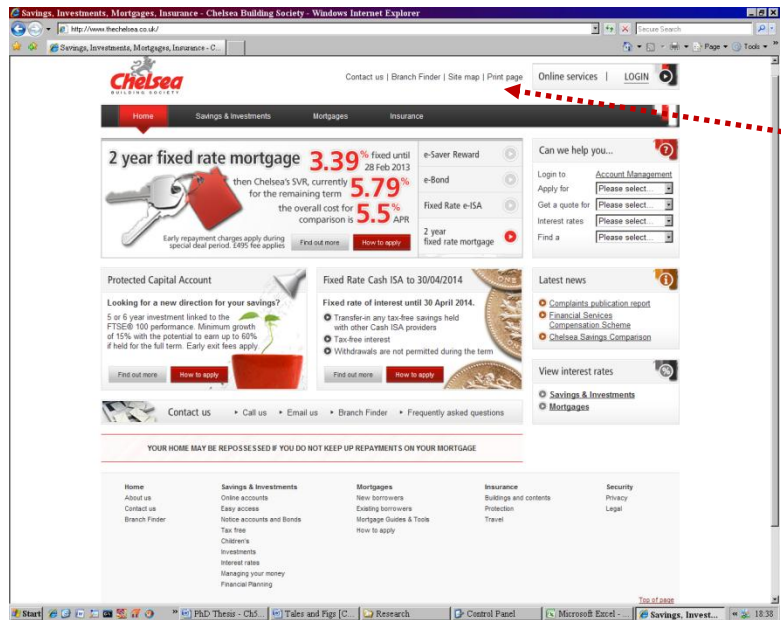 Savings, Investments, Mortgages, Insurance - Chelsea Building Society - Windows Internet Explorer
http://www.thechelsea.co.uk/
Secure Search
Savings, Investments, Mortgages, Insurance - C...
Page
Tools
Chelsea
BUILDING SOCIETY
Contact us | Branch Finder | Site map | Print page
Online services | LOGIN
Home
Savings & Investments
Mortgages
Insurance
2 year fixed rate mortgage 3.39% fixed until
28 Feb 2013
then Chelsea's SVR, currently 5.79%
for the remaining term
the overall cost for
comparison is 5.5% APR
Early repayment charges apply during
special deal period. £495 fee applies
Find out more
How to apply
e-Saver Reward
e-Bond
Fixed Rate e-ISA
2 year
fixed rate mortgage
Can we help you...
Login to Account Management
Apply for Please select...
Get a quote for Please select...
Interest rates Please select...
Find a Please select...
Protected Capital
Account
Looking for a new direction for your savings?
5 or 6 year investment linked to the
FTSE® 100 performance. Minimum growth
of 15% with the potential to earn up to 60%
if held for the full term. Early exit fees apply
Find out more
How to apply
Fixed Rate Cash ISA to 30/04/2014
ONE
Fixed rate of interest until 30 April 2014.
Transfer-in any tax-free savings held
with other Cash ISA providers
Tax-free interest
Withdrawals are not permitted during the term
Find out more
How to apply
Latest news
Complaints publication report
Financial Services
Compensation Scheme
Chelsea Savings Comparison
View interest rates
Savings & Investments
Mortgages
Contact us
Call us
Email us
Branch Finder
Frequently asked questions
YOUR HOME MAY BE REPOSSESSED IF YOU DO NOT KEEP UP REPAYMENTS ON YOUR MORTGAGE
Home
About us
Contact us
Branch Finder
Savings & Investments
Online accounts
Easy access
Notice accounts and Bonds
Tax free
Children's
Investments
Interest rates
Managing your money
Financial Planning
Mortgages
New borrowers
Existing borrowers
Mortgage Guides & Tools
How to apply
Insurance
Buildings and contents
Protection
Travel
Security
Privacy
Legal
Top of page
Start
PhD Thesis - Ch5...
Tales and Figs [C...
Research
Control Panel
Microsoft Excel - ...
Savings, Invest...
18:38